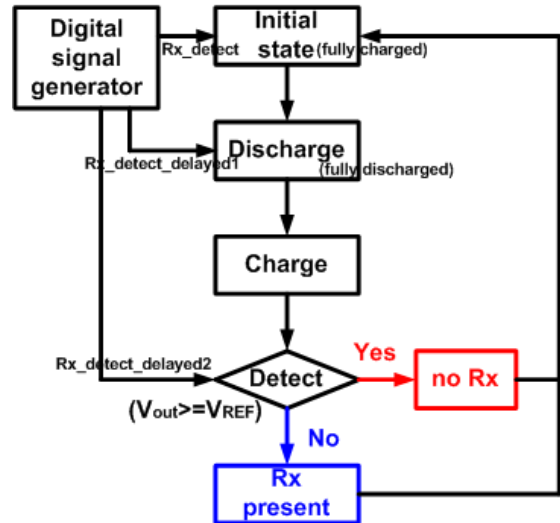 Digital
signal
generator
Rx_detect
Initial
state
(fully charged)
Rx_detect_delayed1
Discharge
(fully discharged)
Charge
Rx_detect_delayed2
Detect
(Vout>=VREF)
Yes
no Rx
No
Rx
present